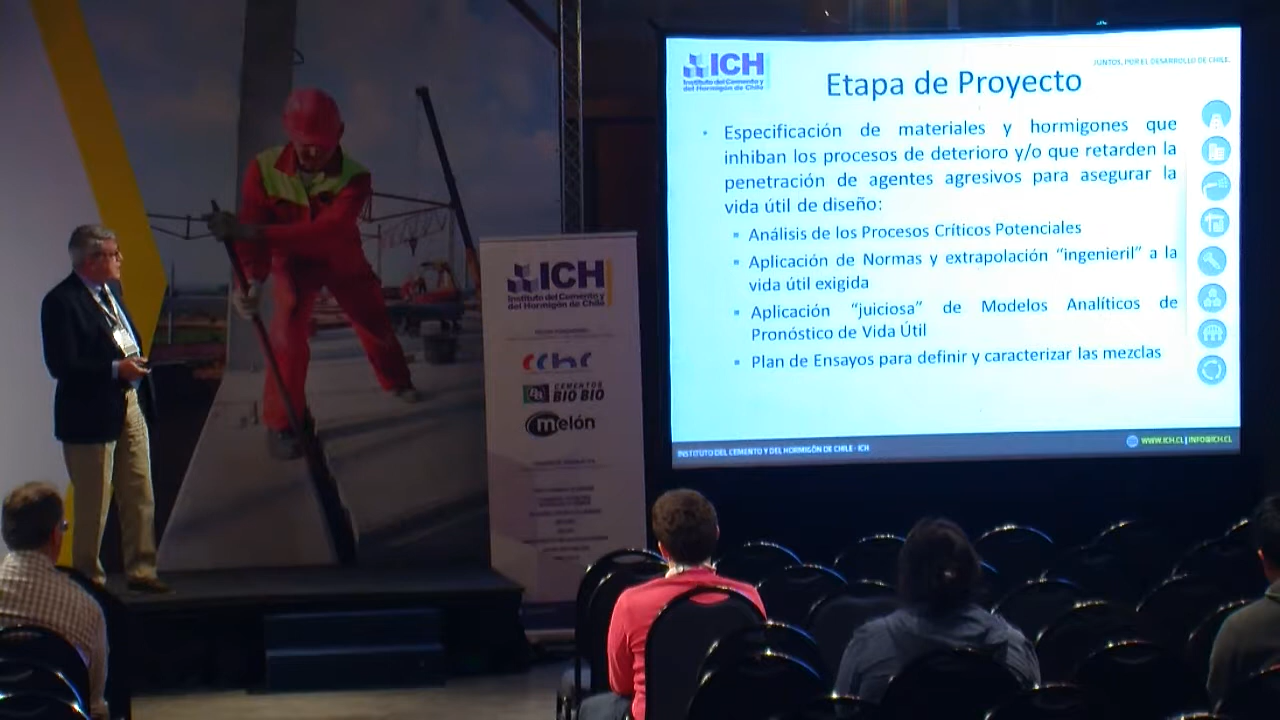 ICH
Instituto del Cemento y
del Hormigón de Chile
JUNTOS, POR EL DESARROLLO DE CHILE.
Etapa de Proyecto
• Especificación de materiales y hormigones que
inhiban los procesos de deterioro y/o que retarden la
penetración de agentes agresivos para asegurar la
vida útil de diseño:
▪ Análisis de los Procesos Críticos Potenciales
▪ Aplicación de Normas y extrapolación “ingenieril” a la
vida útil exigida
▪ Aplicación “juiciosa” de Modelos Analíticos de
Pronóstico de Vida Útil
▪ Plan de Ensayos para definir y caracterizar las mezclas
INSTITUTO DEL CEMENTO Y DEL HORMIGÓN DE CHILE - ICH
WWW.ICH.CL | INFO@ICH.CL
ICH
Instituto del Cemento y
del Hormigón de Chile
cchc
CEMENTOS
BIO BIO
melón